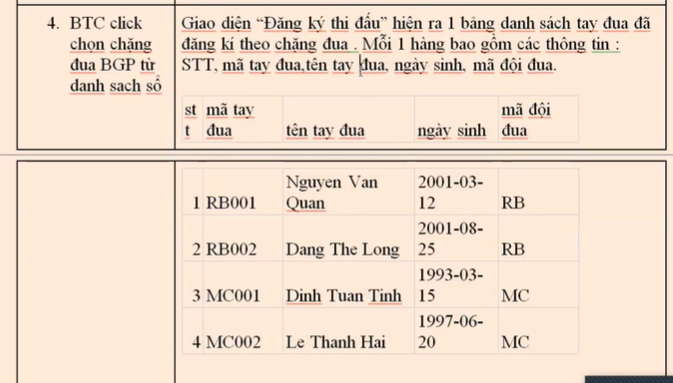 4. BTC click
chọn chặng
đua BGP từ
danh sach sổ
Giao diện “Đăng ký thi đấu” hiện ra 1 bảng danh sách tay đua đã
đăng kí theo chặng đua . Mỗi 1 hàng bao gồm các thông tin :
STT, mã tay đua,tên tay đua, ngày sinh, mã đội đua.
st mã tay mã đội
t đua tên tay đua ngày sinh đua
Nguyen Van 2001-03-
1 RB001 Quan 12 RB
2001-08-
2 RB002 Dang The Long 25 RB
1993-03-
3 MC001 Dinh Tuan Tinh 15 MC
1997-06-
4 MC002 Le Thanh Hai 20 MC